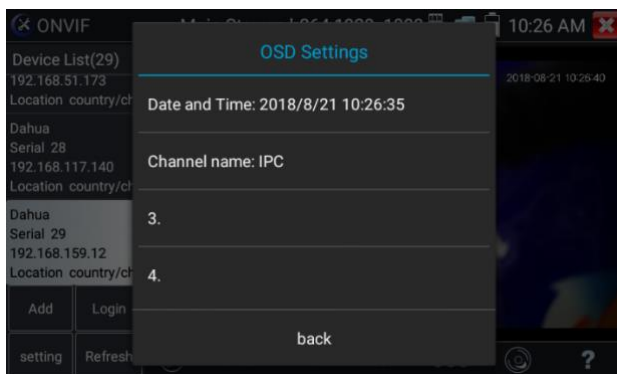 ONVIF
10:26 AM
OSD Settings
Device List(29)
192.168.51.173
Location country/ch
2018-08-21 10:26:40
Date and Time: 2018/8/21 10:26:35
Dahua
Serial 28
192.168.117.140
Location country/ch
Channel name: IPC
Dahua
Serial 29
192.168.159.12
Location country/ch
3.
4.
Add
Login
back
setting
Refresh
?